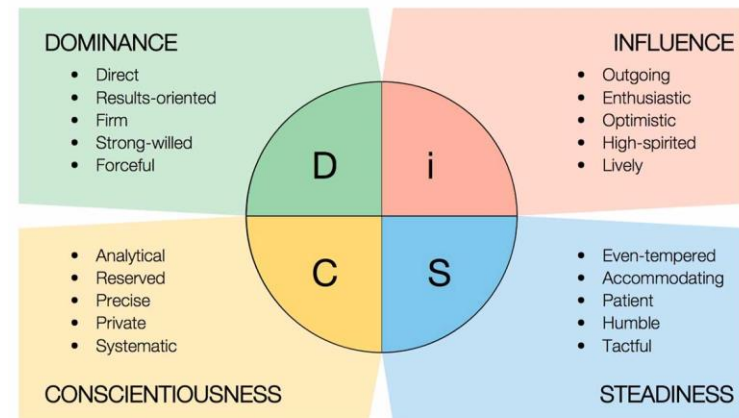 DOMINANCE
• Direct
• Results-oriented
• Firm
• Strong-willed
• Forceful
INFLUENCE
• Outgoing
• Enthusiastic
• Optimistic
• High-spirited
• Lively
D
i
C
S
• Analytical
• Reserved
• Precise
• Private
• Systematic
CONSCIENTIOUSNESS
• Even-tempered
• Accommodating
• Patient
• Humble
• Tactful
STEADINESS